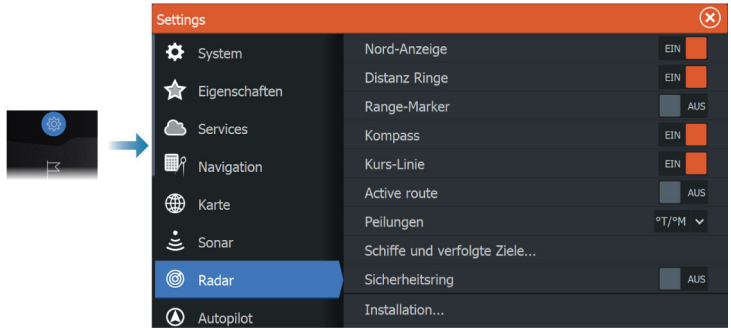 Settings
System
Eigenschaften
Services
Navigation
Karte
Sonar
Radar
Autopilot
Nord-Anzeige EIN
Distanz Ringe EIN
Range-Marker AUS
Kompass EIN
Kurs-Linie EIN
Active route AUS
Peilungen °T/°M
Schiffe und verfolgte Ziele...
Sicherheitsring AUS
Installation...